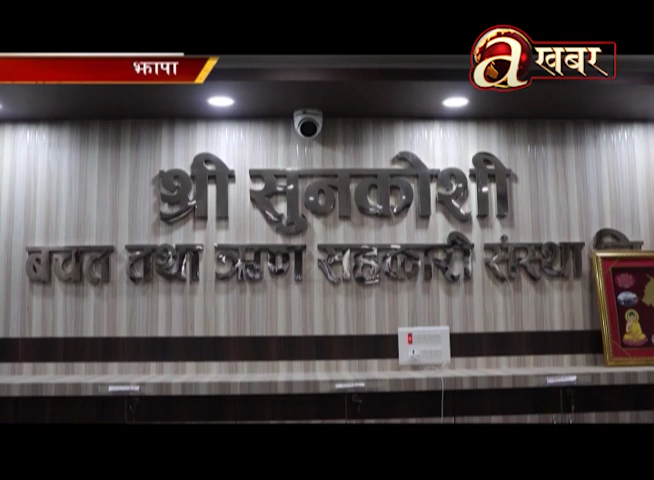 झापा
a खबर
श्री सुनकोशी
बचत तथा ऋण सहकारी संस्था लि